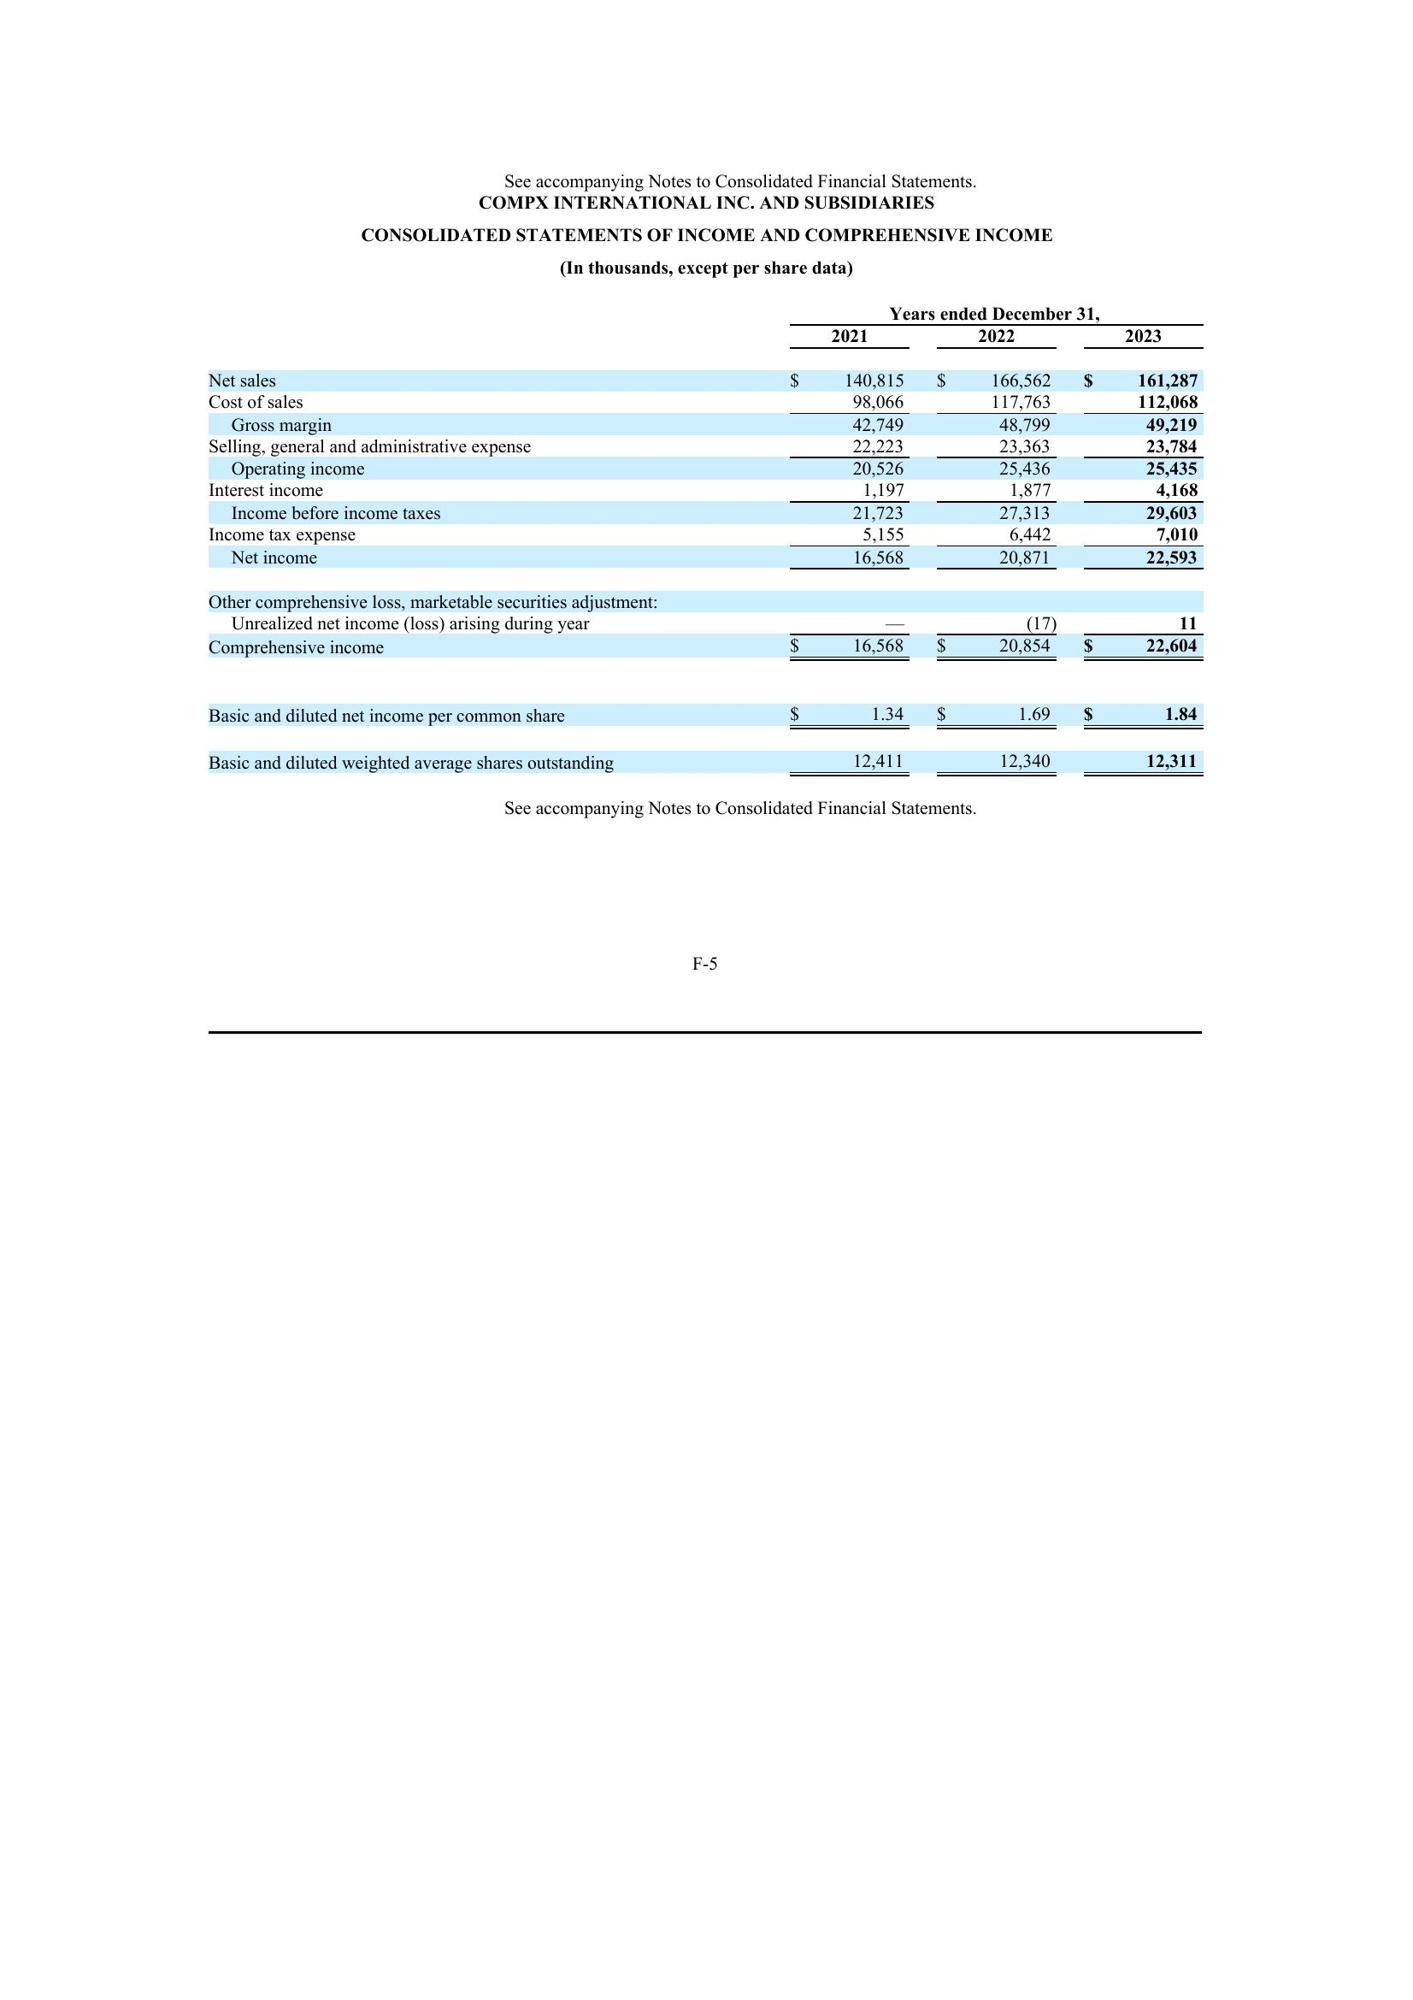 See accompanying Notes to Consolidated Financial Statements.
COMPX INTERNATIONAL INC. AND SUBSIDIARIES
CONSOLIDATED STATEMENTS OF INCOME AND COMPREHENSIVE INCOME
(In thousands, except per share data)
Years ended December 31,
2021 2022 2023
Net sales $ 140,815 $ 166,562 $ 161,287
Cost of sales 98,066 117,763 112,068
Gross margin 42,749 48,799 49,219
Selling, general and administrative expense 22,223 23,363 23,784
Operating income 20,526 25,436 25,435
Interest income 1,197 1,877 4,168
Income before income taxes 21,723 27,313 29,603
Income tax expense 5,155 6,442 7,010
Net income 16,568 20,871 22,593
Other comprehensive loss, marketable securities adjustment:
Unrealized net income (loss) arising during year — (17) 11
Comprehensive income $ 16,568 $ 20,854 $ 22,604
Basic and diluted net income per common share $ 1.34 $ 1.69 $ 1.84
Basic and diluted weighted average shares outstanding 12,411 12,340 12,311
See accompanying Notes to Consolidated Financial Statements.
F-5